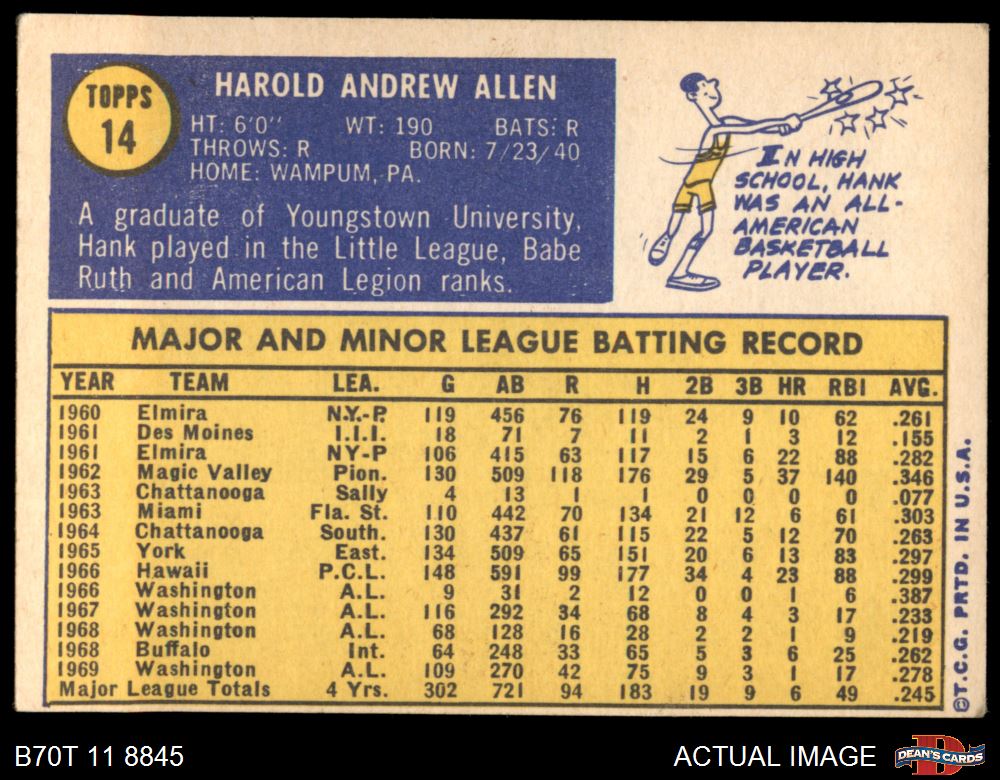 TOPPS
14
HAROLD ANDREW ALLEN
HT: 6'0" WT: 190 BATS: R
THROWS: R BORN: 7/23/40
HOME: WAMPUM, PA.
A graduate of Youngstown University,
Hank played in the Little League, Babe
Ruth and American Legion ranks.
IN HIGH
SCHOOL, HANK
WAS AN ALL-
AMERICAN
BASKETBALL
PLAYER.
MAJOR AND MINOR LEAGUE BATTING RECORD
YEAR TEAM LEA. G AB R H 2B 3B HR RBI AVG.
1960 Elmira N.Y.-P. 119 456 76 119 24 9 10 62 .261
1961 Des Moines I.I.I. 18 71 7 11 2 1 3 12 .155
1961 Elmira NY-P 106 415 63 117 15 6 22 88 .282
1962 Magic Valley Pion. 130 509 118 176 29 5 37 140 .346
1963 Chattanooga Sally 4 13 1 1 0 0 0 0 .077
1963 Miami Fla. St. 110 442 70 134 21 12 6 61 .303
1964 Chattanooga South. 130 437 61 115 22 5 12 70 .263
1965 York East. 134 509 65 151 20 6 13 83 .297
1966 Hawaii P.C.L. 148 591 99 177 34 4 23 88 .299
1966 Washington A.L. 9 31 2 12 0 0 1 6 .387
1967 Washington A.L. 116 292 34 68 8 4 3 17 .233
1968 Washington A.L. 68 128 16 28 2 2 1 9 .219
1968 Buffalo Int. 64 248 33 65 5 3 6 25 .262
1969 Washington A.L. 109 270 42 75 9 3 1 17 .278
Major League Totals 4 Yrs. 302 721 94 183 19 9 6 49 .245
©T.C.G. PRTD. IN U.S.A.
B70T 11 8845
ACTUAL IMAGE
D
DEAN'S CARDS